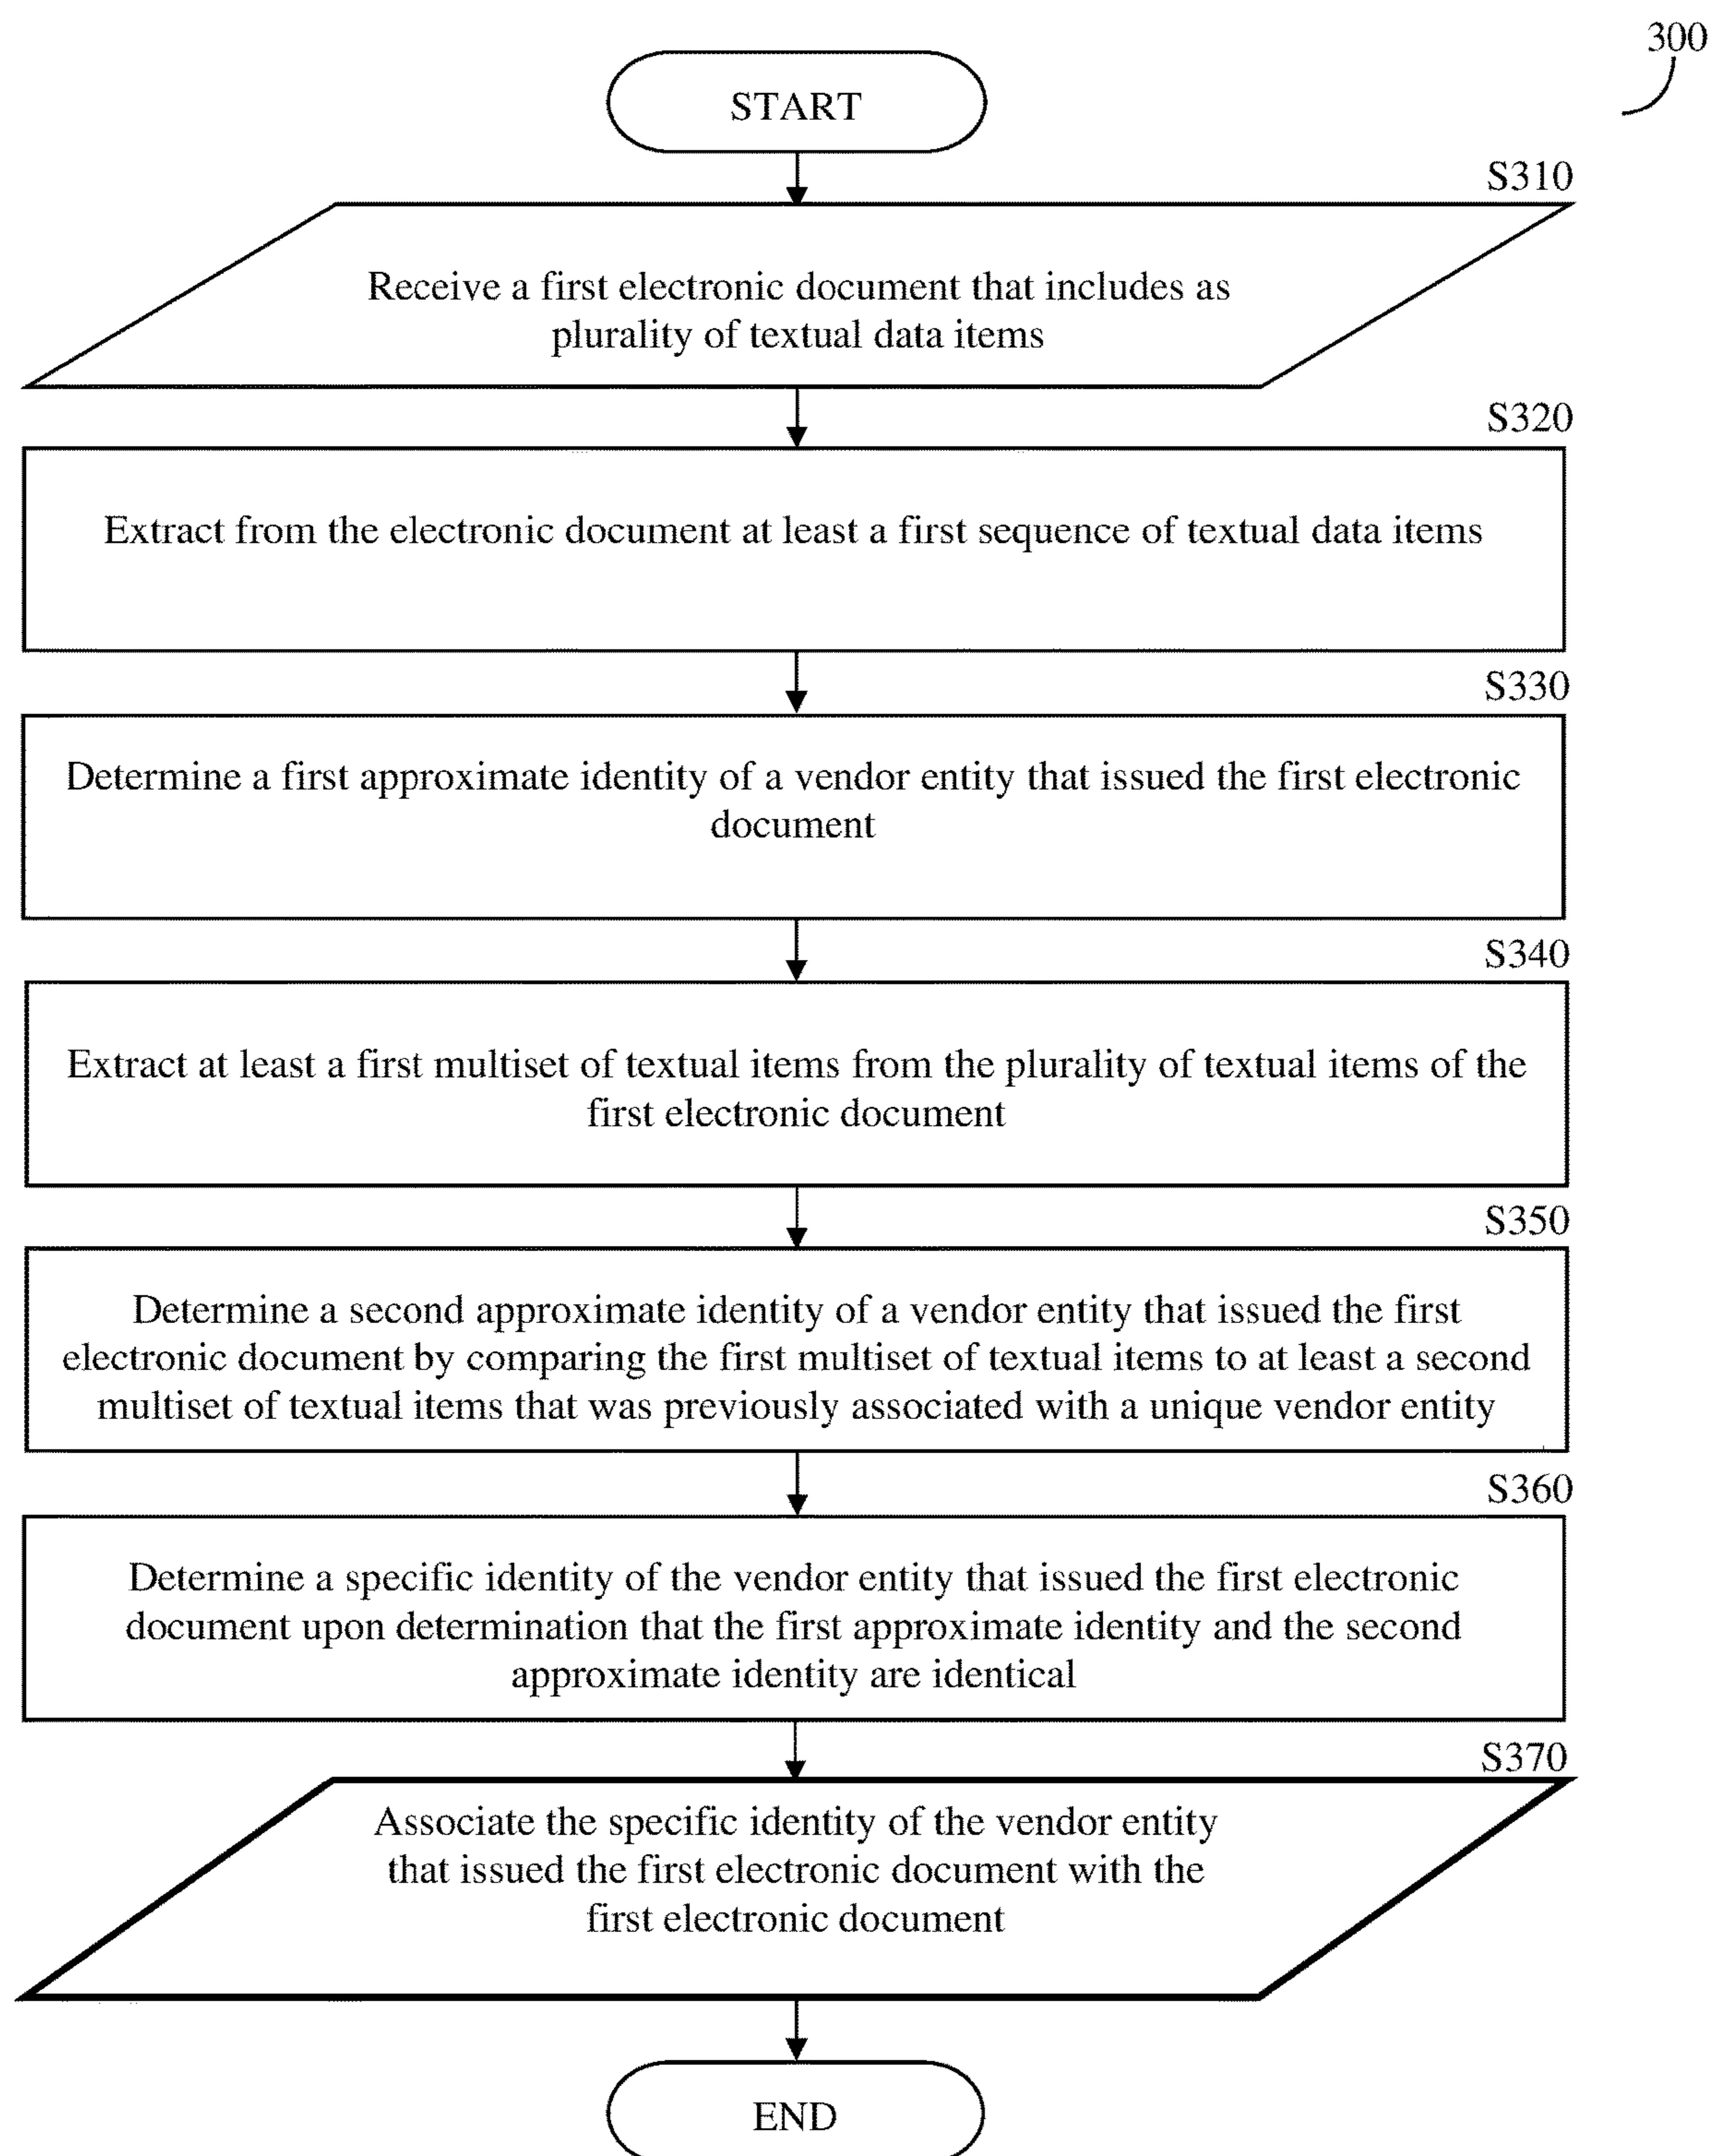 300
START
S310
Receive a first electronic document that includes as
plurality of textual data items
S320
Extract from the electronic document at least a first sequence of textual data items
S330
Determine a first approximate identity of a vendor entity that issued the first electronic
document
S340
Extract at least a first multiset of textual items from the plurality of textual items of the
first electronic document
S350
Determine a second approximate identity of a vendor entity that issued the first
electronic document by comparing the first multiset of textual items to at least a second
multiset of textual items that was previously associated with a unique vendor entity
S360
Determine a specific identity of the vendor entity that issued the first electronic
document upon determination that the first approximate identity and the second
approximate identity are identical
S370
Associate the specific identity of the vendor entity
that issued the first electronic document with the
first electronic document
END